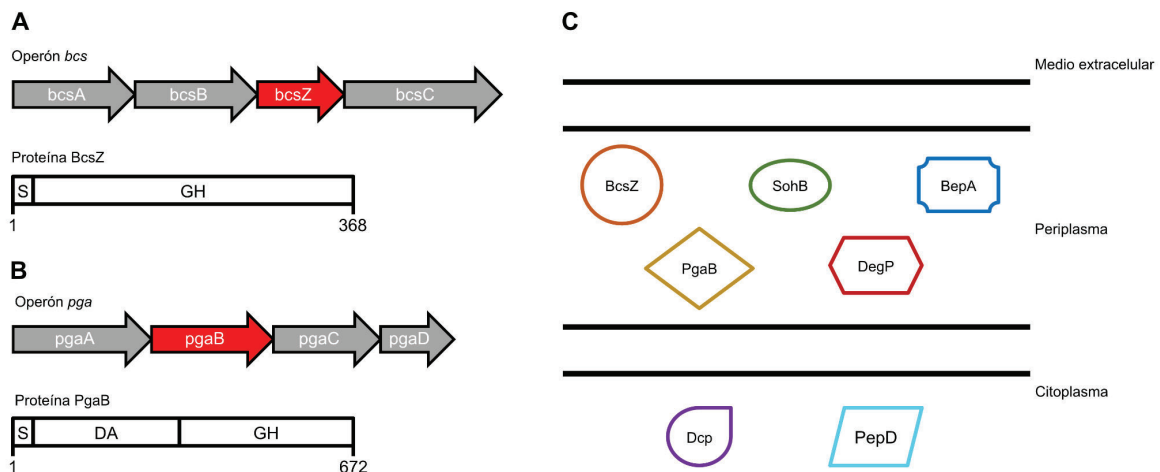 A
Operón bcs
bcsA bcsB bcsZ bcsC
Proteína BcsZ
S GH
1 368
B
Operón pga
pgaA pgaB pgaC pgaD
Proteína PgaB
S DA GH
1 672
C
Medio extracelular
BcsZ SohB BepA
Periplasma
PgaB DegP
Citoplasma
Dcp PepD